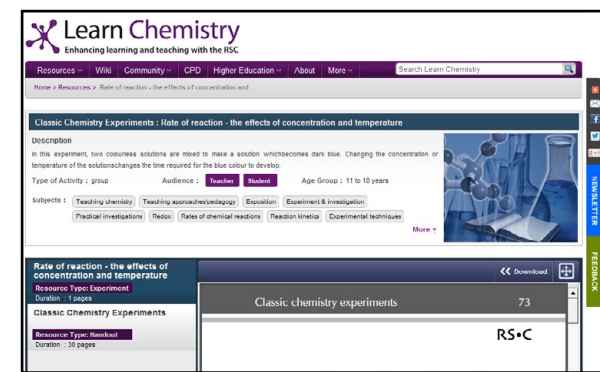 Learn Chemistry
Enhancing learning and teaching with the RSC
Resources Wiki Community CPD Higher Education About More Search Learn Chemistry
Home > Resources > Rate of reaction - the effects of concentration and...
Classic Chemistry Experiments : Rate of reaction - the effects of concentration and temperature
Description
In this experiment, two colourless solutions are mixed to make a solution whichbecomes dark blue. Changing the concentration or
temperature of the solutionschanges the time required for the blue colour to develop.
Type of Activity : group Audience : Teacher Student Age Group : 11 to 18 years
Subjects : Teaching chemistry Teaching approaches/pedagogy Exposition Experiment & investigation
Practical investigations Redox Rates of chemical reactions Reaction kinetics Experimental techniques
More
NEWSLETTER
FEEDBACK
Rate of reaction - the effects of
concentration and temperature
Resource Type: Experiment
Duration : 1 pages
Classic Chemistry Experiments
Resource Type: Handout
Duration : 30 pages
Download
Classic chemistry experiments 73
RS•C